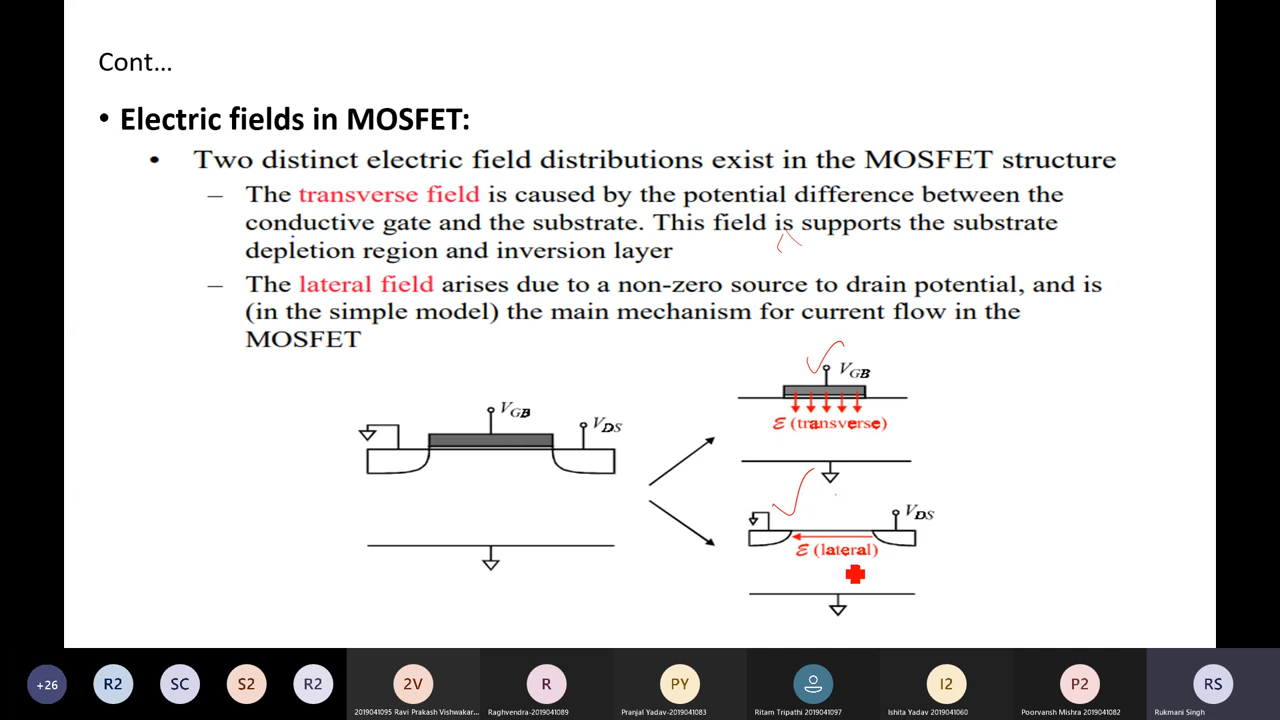 Cont...
• Electric fields in MOSFET:
• Two distinct electric field distributions exist in the MOSFET structure
– The transverse field is caused by the potential difference between the
conductive gate and the substrate. This field is supports the substrate
depletion region and inversion layer
– The lateral field arises due to a non-zero source to drain potential, and is
(in the simple model) the main mechanism for current flow in the
MOSFET
VGB
VDS
VGB
ℰ (transverse)
VDS
ℰ (lateral)
+26
R2
SC
S2
R2
2V
R
PY
I2
P2
RS
2019041095 Ravi Prakash Vishwakar...
Raghvendra-2019041089
Pranjal Yadav-2019041083
Ritam Tripathi 2019041097
Ishita Yadav 2019041060
Poorvansh Mishra 2019041082
Rukmani Singh